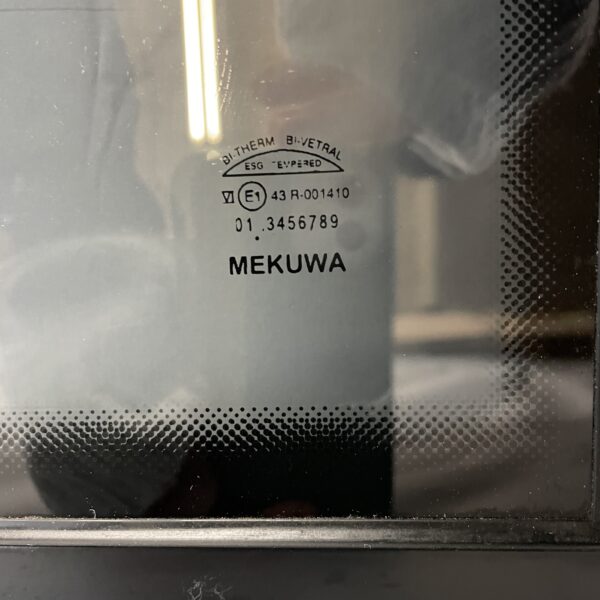 BI-THERM BI-VETRAL
ESG TEMPERED
VI E1 43 R-001410
01 .3456789
MEKUWA